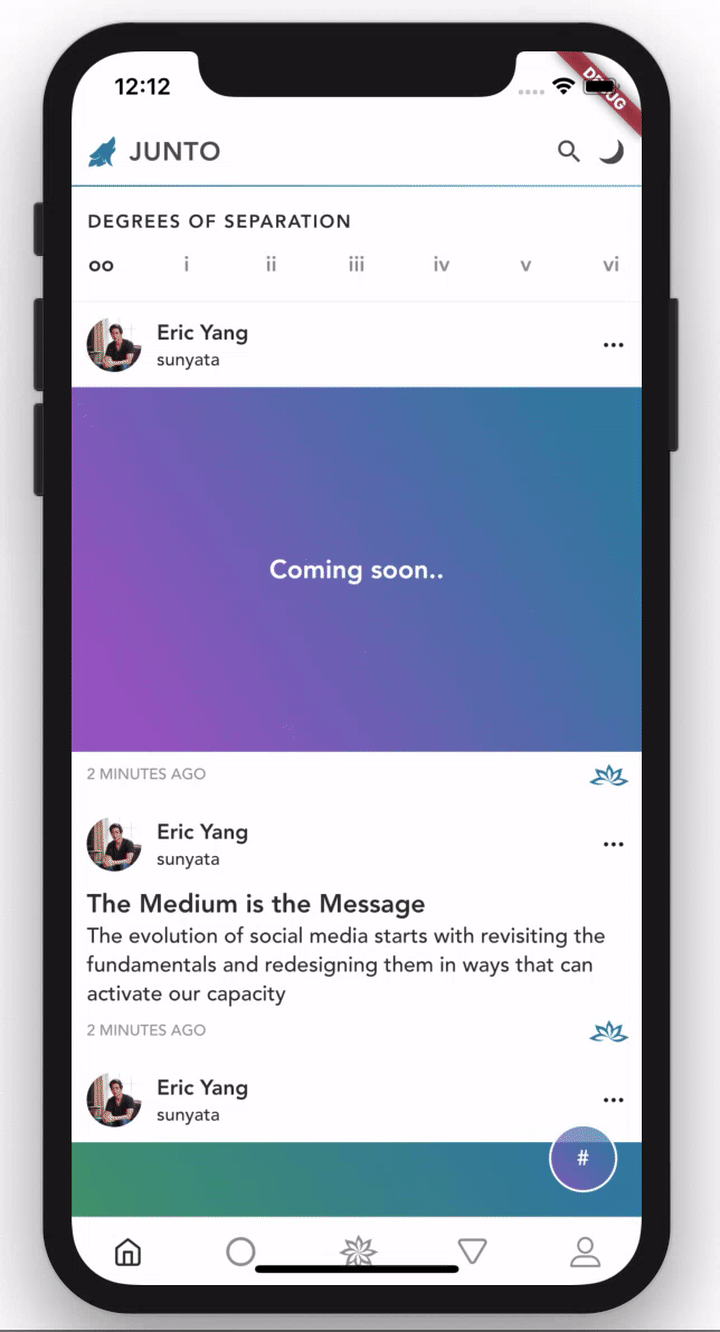 12:12
DEBUG
JUNTO
DEGREES OF SEPARATION
oo i ii iii iv v vi
Eric Yang
sunyata
Coming soon..
2 MINUTES AGO
Eric Yang
sunyata
The Medium is the Message
The evolution of social media starts with revisiting the
fundamentals and redesigning them in ways that can
activate our capacity
2 MINUTES AGO
Eric Yang
sunyata
#